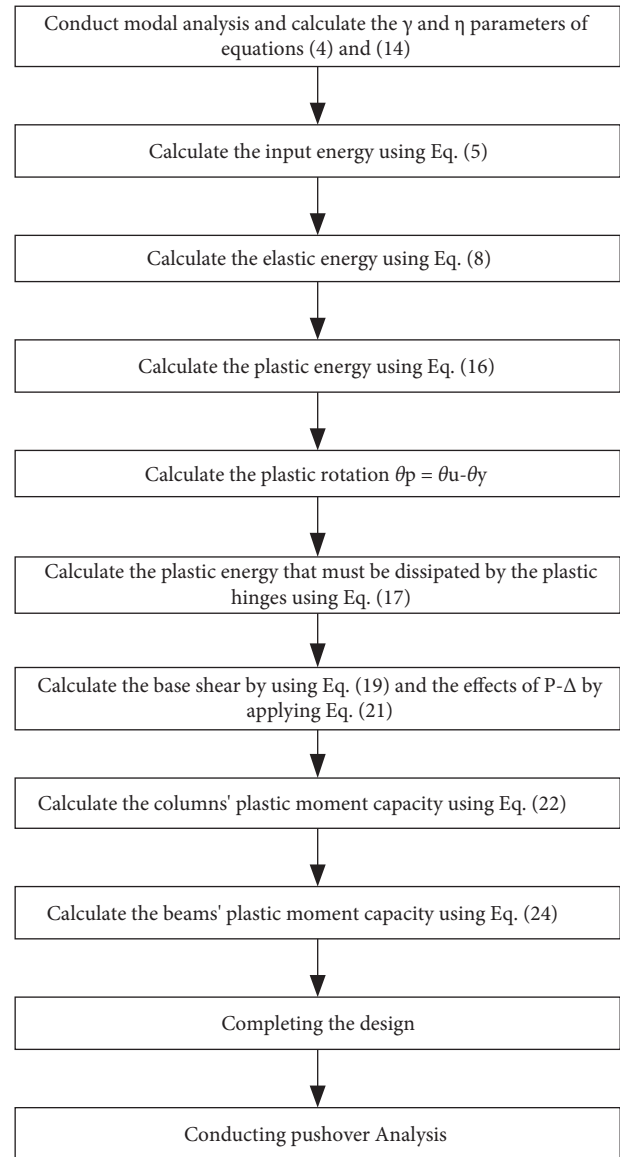 Conduct modal analysis and calculate the γ and η parameters of
equations (4) and (14)
Calculate the input energy using Eq. (5)
Calculate the elastic energy using Eq. (8)
Calculate the plastic energy using Eq. (16)
Calculate the plastic rotation θp = θu-θy
Calculate the plastic energy that must be dissipated by the plastic
hinges using Eq. (17)
Calculate the base shear by using Eq. (19) and the effects of P-Δ by
applying Eq. (21)
Calculate the columns' plastic moment capacity using Eq. (22)
Calculate the beams' plastic moment capacity using Eq. (24)
Completing the design
Conducting pushover Analysis